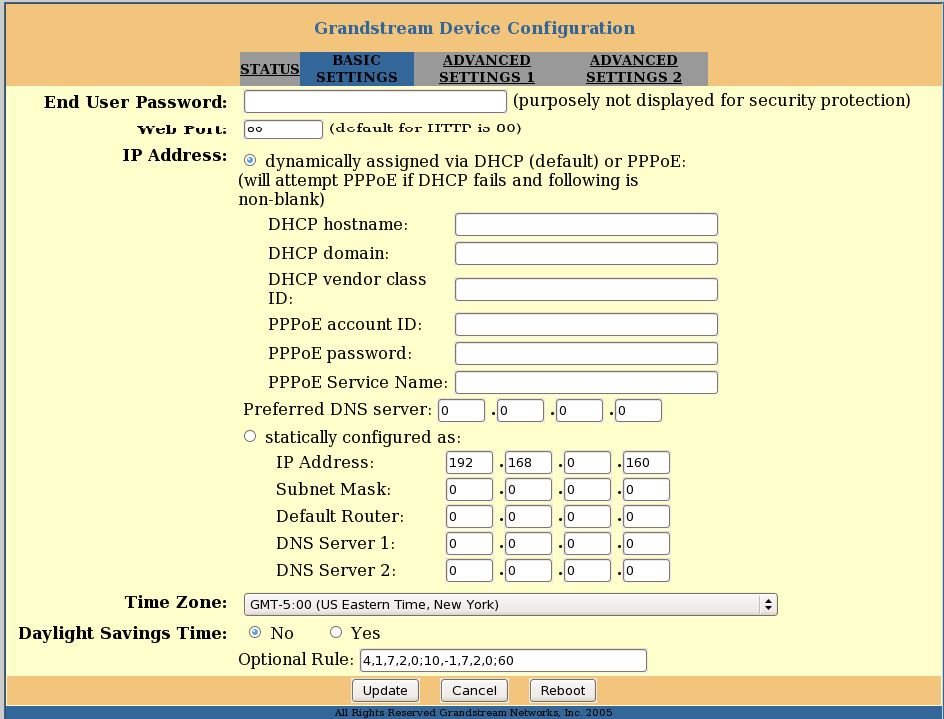 Grandstream Device Configuration
STATUS BASIC SETTINGS ADVANCED SETTINGS 1 ADVANCED SETTINGS 2
End User Password: (purposely not displayed for security protection)
Web Port: (default for HTTP is
IP Address: dynamically assigned via DHCP (default) or PPPoE:
(will attempt PPPoE if DHCP fails and following is
non-blank)
DHCP hostname:
DHCP domain:
DHCP vendor class
ID:
PPPoE account ID:
PPPoE password:
PPPoE Service Name:
Preferred DNS server: 0 .0 .0 .0
statically configured as:
IP Address: 192 .168 .0 .160
Subnet Mask: 0 .0 .0 .0
Default Router: 0 .0 .0 .0
DNS Server 1: 0 .0 .0 .0
DNS Server 2: 0 .0 .0 .0
Time Zone: GMT-5:00 (US Eastern Time, New York)
Daylight Savings Time: No Yes
Optional Rule: 4,1,7,2,0;10,-1,7,2,0;60
Update Cancel Reboot
All Rights Reserved Grandstream Networks, Inc. 2005